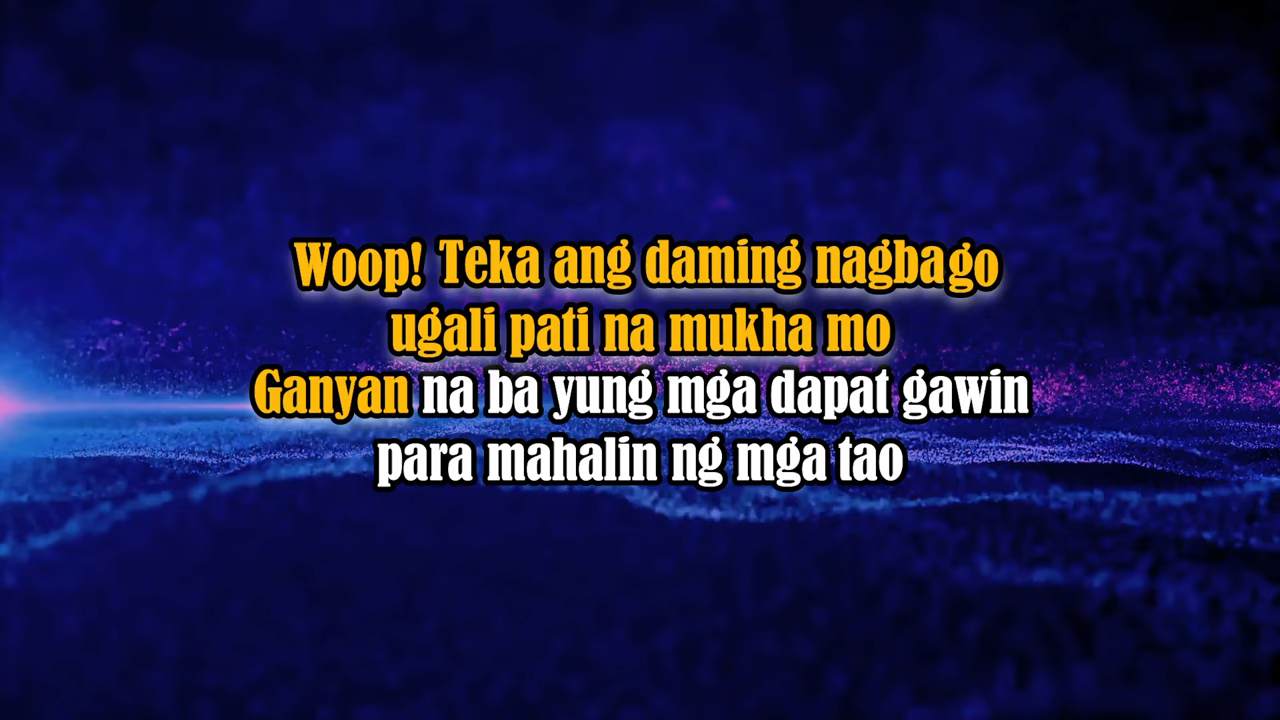 Woop! Teka ang daming nagbago
ugali pati na mukha mo
Ganyan na ba yung mga dapat gawin
para mahalin ng mga tao